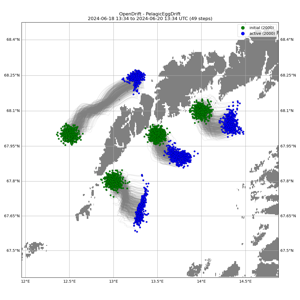 OpenDrift - PelagicEggDrift
2024-06-18 13:34 to 2024-06-20 13:34 UTC (49 steps)
initial (2000)
active (2000)
68.4°N
68.25°N
68.1°N
67.95°N
67.8°N
67.65°N
67.5°N
12°E 12.5°E 13°E 13.5°E 14°E 14.5°E